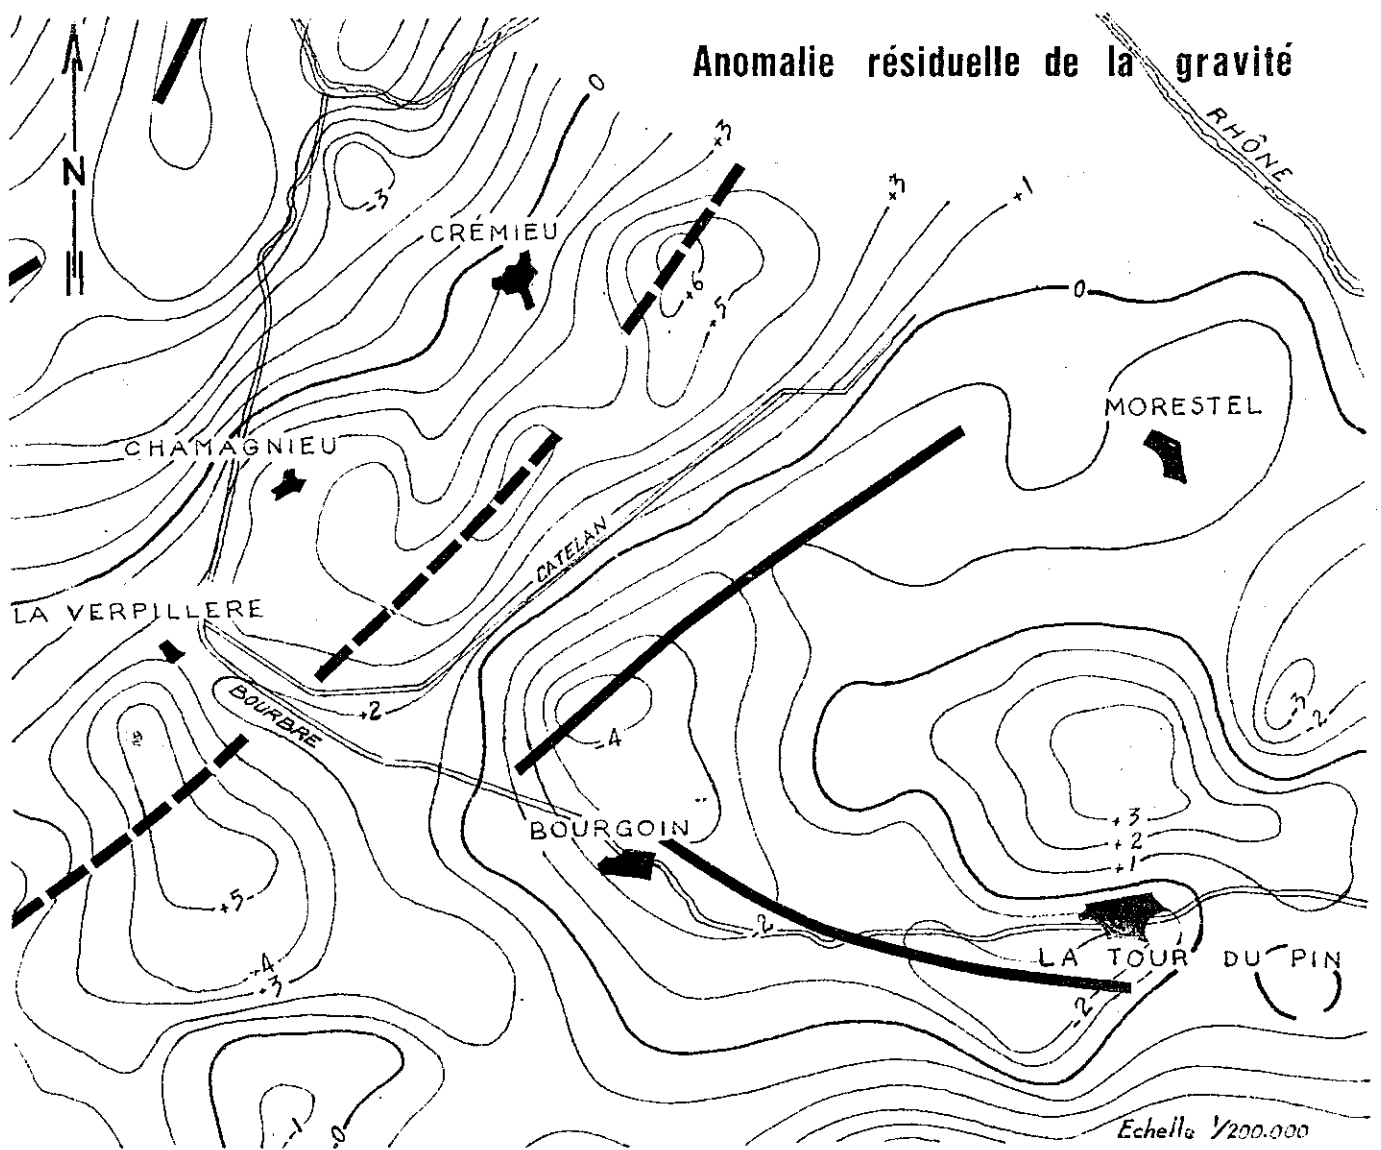 Anomalie résiduelle de la gravité
0
+3
RHÔNE
N
+3
+1
-3
CRÉMIEU
+6
0
+5
MORESTEL
CHAMAGNIEU
CATELAN
LA VERPILLERE
BOURBRE
+2
-3
-2
-4
+3
BOURGOIN
+2
+1
+5
-2
LA TOUR DU PIN
-4
+3
-2
-1
-0
Echelle 1/200.000